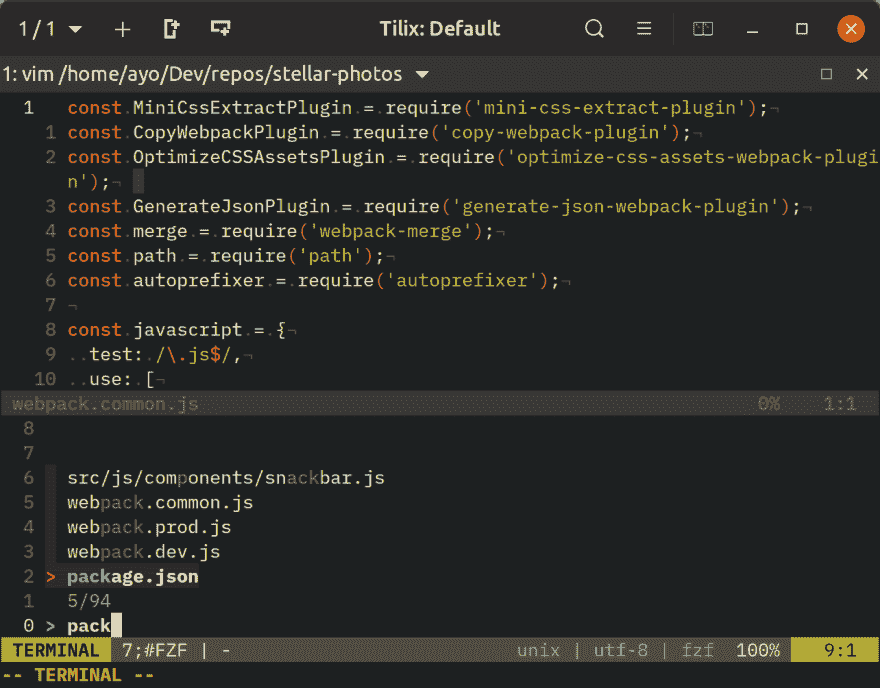 1 / 1 Tilix: Default
1: vim /home/ayo/Dev/repos/stellar-photos
1 const MiniCssExtractPlugin = require('mini-css-extract-plugin');¬
1 const CopyWebpackPlugin = require('copy-webpack-plugin');¬
2 const OptimizeCSSAssetsPlugin = require('optimize-css-assets-webpack-plugi
n');¬
3 const GenerateJsonPlugin = require('generate-json-webpack-plugin');¬
4 const merge = require('webpack-merge');¬
5 const path = require('path');¬
6 const autoprefixer = require('autoprefixer');¬
7 ¬
8 const javascript = {¬
9 ..test: /\.js$/,¬
10 ..use: [¬
webpack.common.js 0% 1:1
8
7
6 src/js/components/snackbar.js
5 webpack.common.js
4 webpack.prod.js
3 webpack.dev.js
2 > package.json
1 5/94
0 > pack
TERMINAL 7;#FZF | - unix | utf-8 | fzf 100% 9:1
-- TERMINAL --